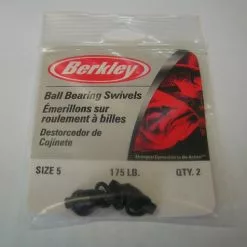 Berkley
Ball Bearing Swivels
Émerillons sur
roulement à billes
Destorcedor de
Cojinete
SIZE 5 175 LB. QTY. 2